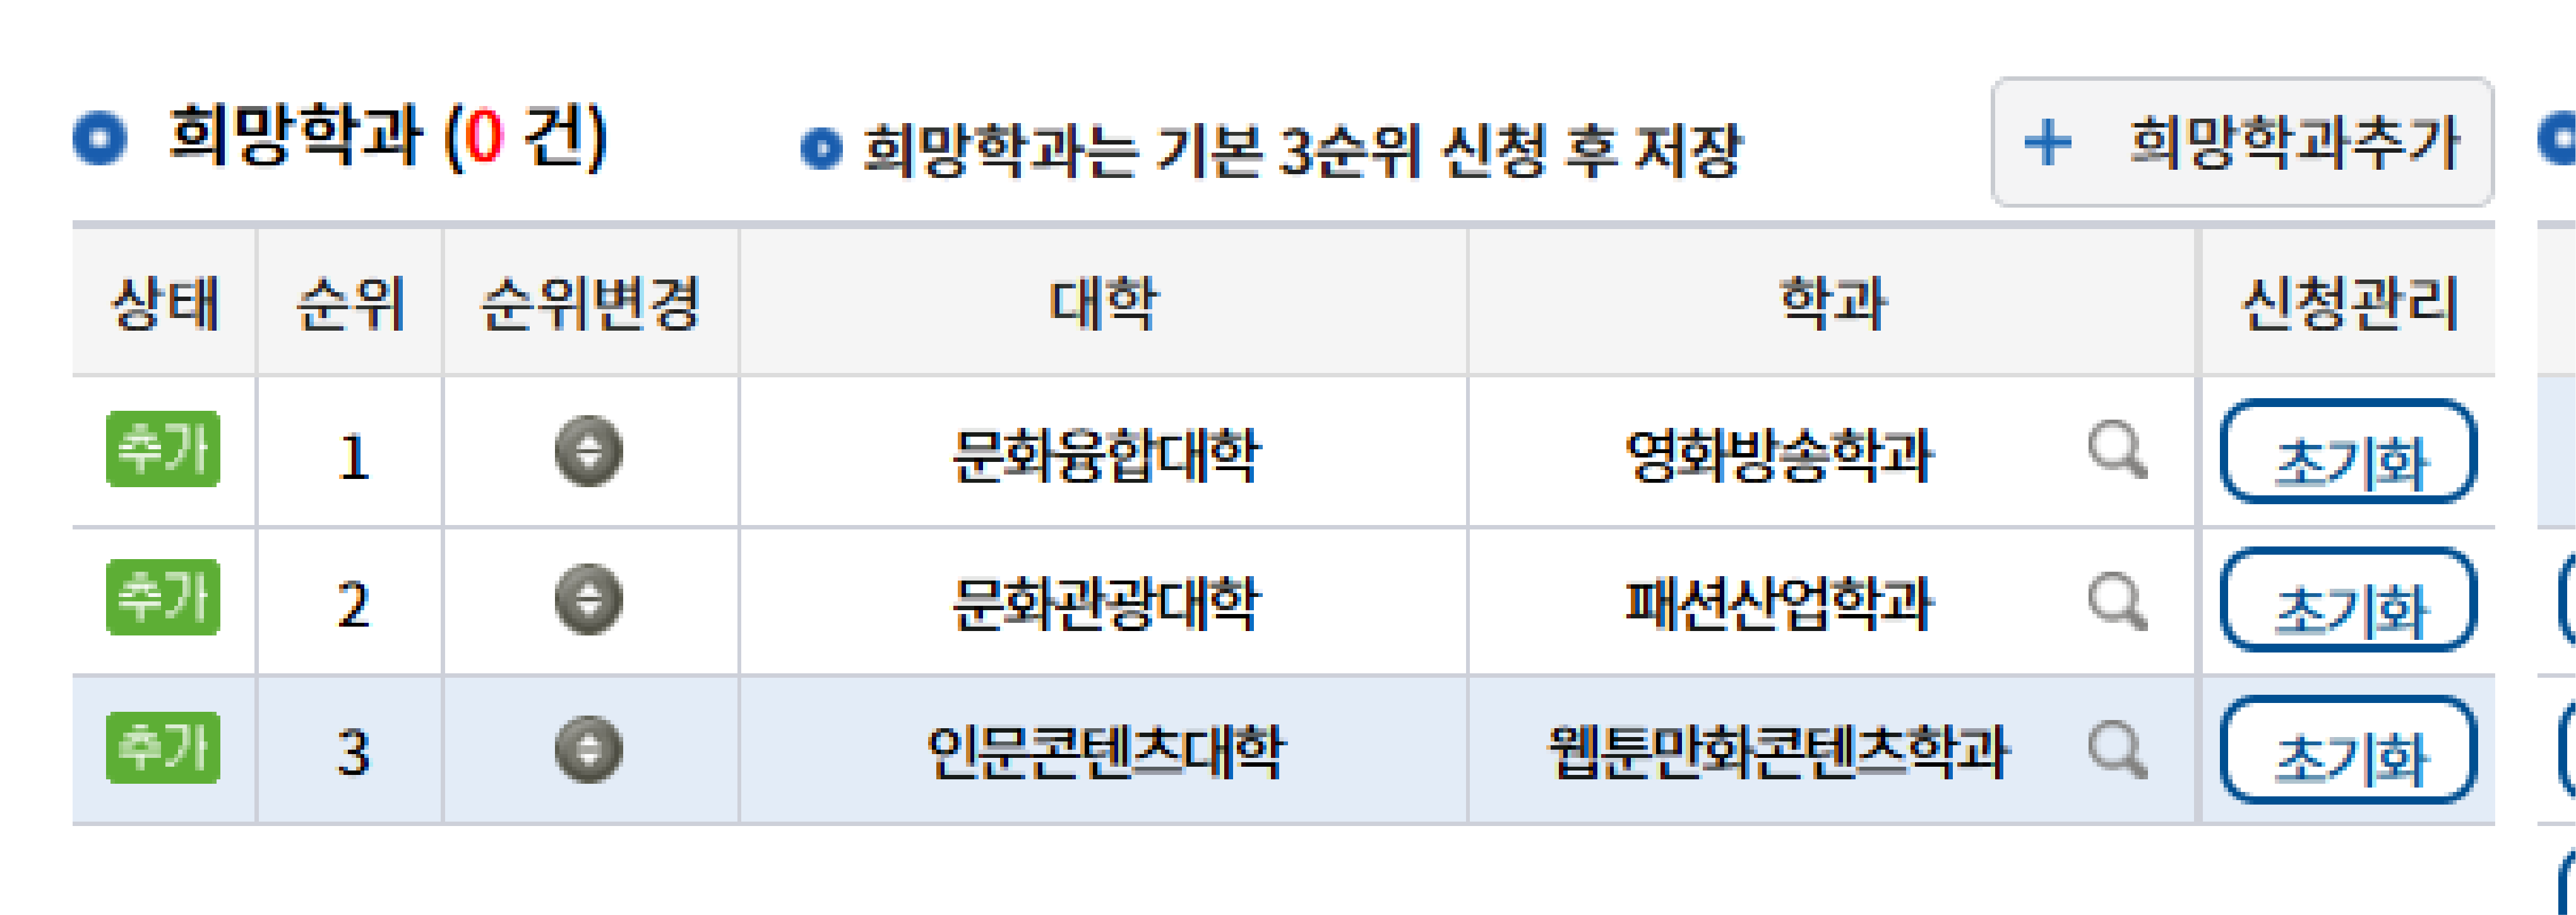 희망학과 (0 건) 희망학과는 기본 3순위 신청 후 저장 + 희망학과추가
상태 순위 순위변경 대학 학과 신청관리
추가 1 문화융합대학 영화방송학과 초기화
추가 2 문화관광대학 패션산업학과 초기화
추가 3 인문콘텐츠대학 웹툰만화콘텐츠학과 초기화